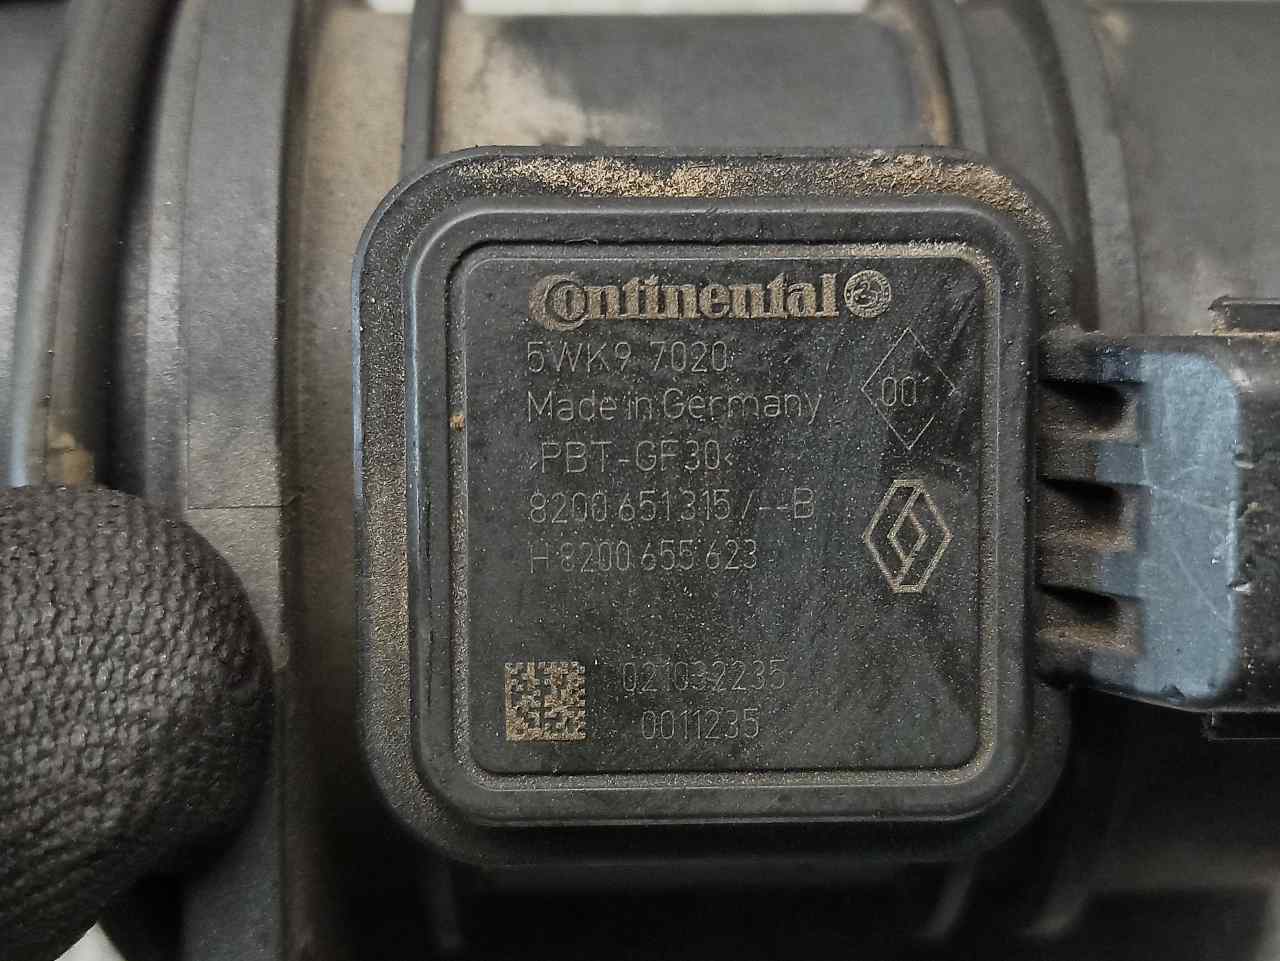 Continental
5WK9 7020
Made in Germany
001
>PBT-GF30<
8200 651 315/--B
H 8200 655 623
021032235
0011235